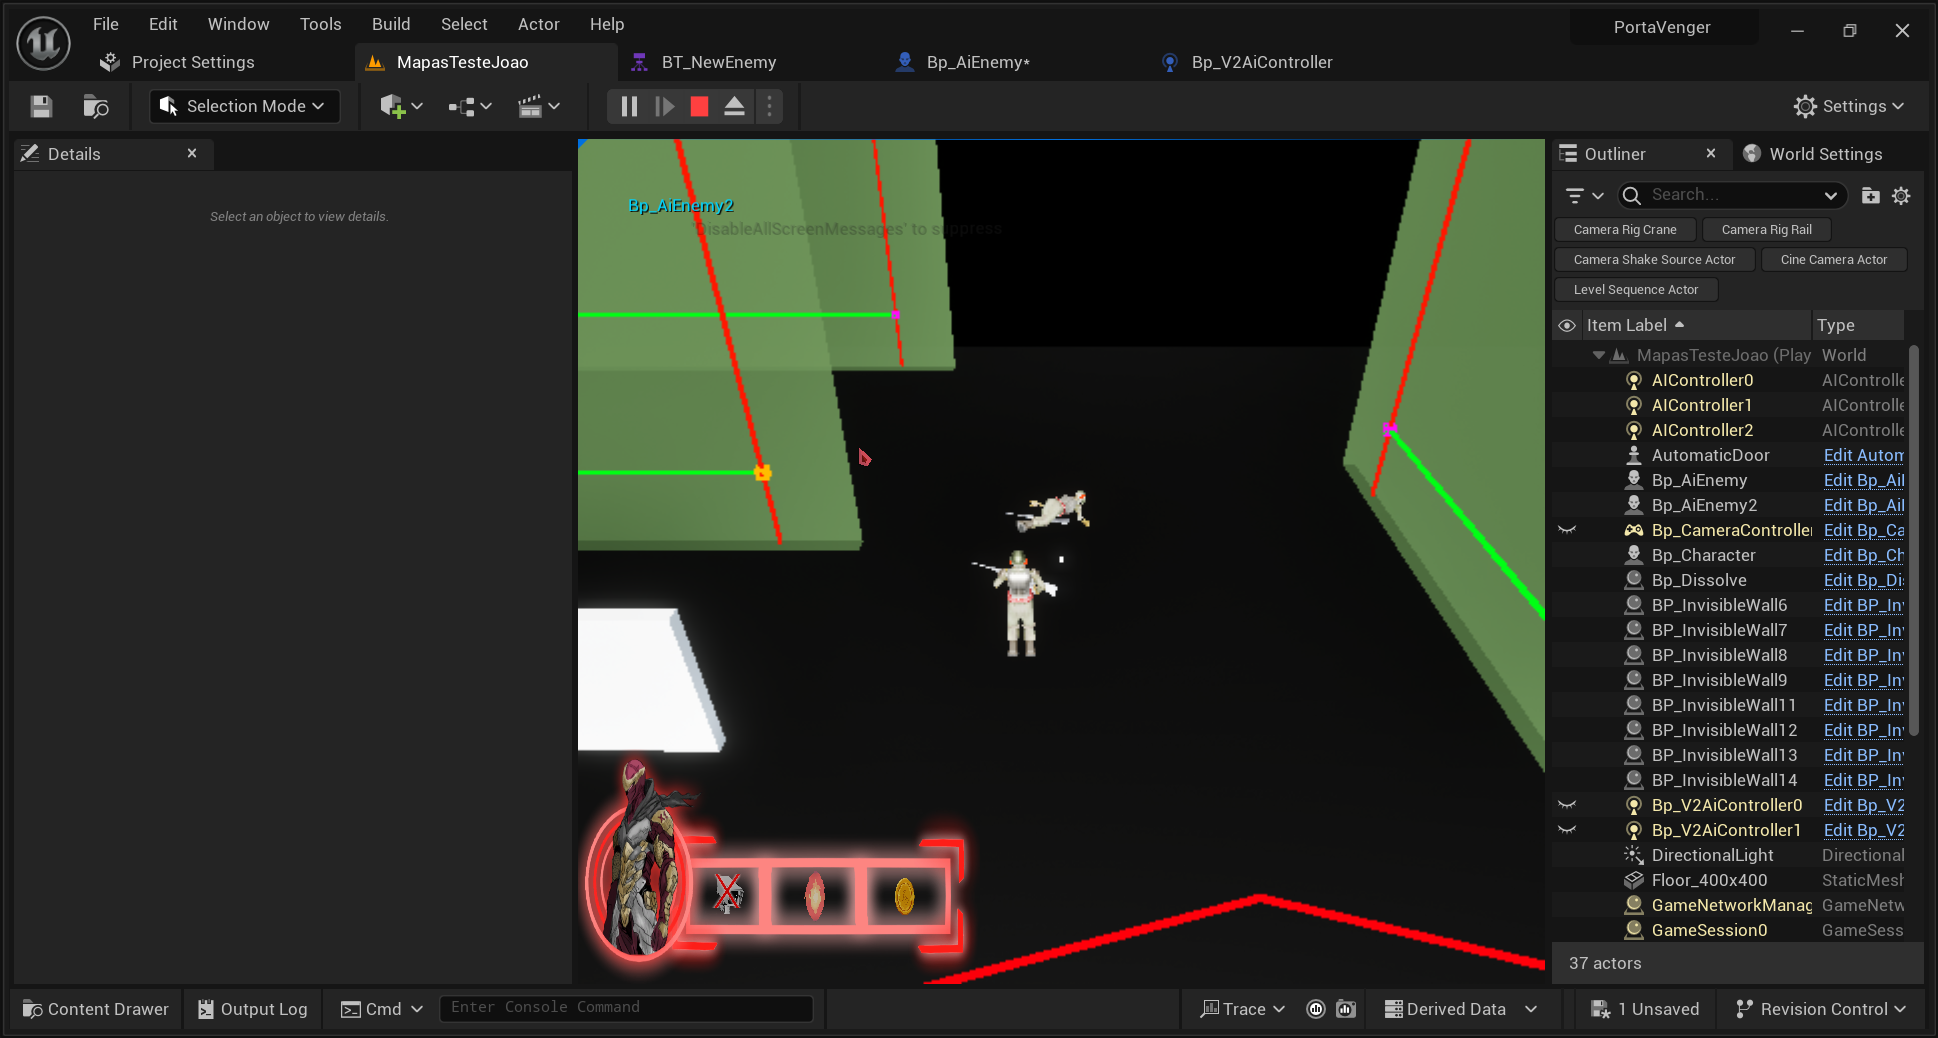 File Edit Window Tools Build Select Actor Help
PortaVenger
Project Settings
MapasTesteJoao
BT_NewEnemy
Bp_AiEnemy*
Bp_V2AiController
Selection Mode
Settings
Details
Select an object to view details.
Bp_AiEnemy2
'DisableAllScreenMessages' to suppress
Outliner
World Settings
Search...
Camera Rig Crane
Camera Rig Rail
Camera Shake Source Actor
Cine Camera Actor
Level Sequence Actor
Item Label Type
MapasTesteJoao (Play World
AIController0 AIControlle
AIController1 AIControlle
AIController2 AIControlle
AutomaticDoor Edit Autom
Bp_AiEnemy Edit Bp_AiI
Bp_AiEnemy2 Edit Bp_AiI
Bp_CameraController Edit Bp_Ca
Bp_Character Edit Bp_Ch
Bp_Dissolve Edit Bp_Di
BP_InvisibleWall6 Edit BP_In
BP_InvisibleWall7 Edit BP_In
BP_InvisibleWall8 Edit BP_In
BP_InvisibleWall9 Edit BP_In
BP_InvisibleWall11 Edit BP_In
BP_InvisibleWall12 Edit BP_In
BP_InvisibleWall13 Edit BP_In
BP_InvisibleWall14 Edit BP_In
Bp_V2AiController0 Edit Bp_V2
Bp_V2AiController1 Edit Bp_V2
DirectionalLight Directional
Floor_400x400 StaticMesh
GameNetworkManag GameNetw
GameSession0 GameSess
37 actors
Content Drawer
Output Log
Cmd
Enter Console Command
Trace
Derived Data
1 Unsaved
Revision Control